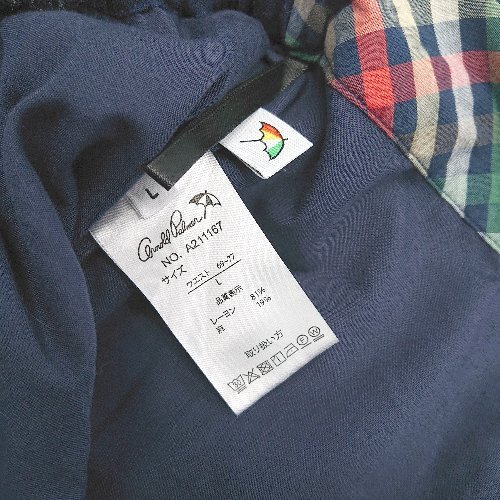 L
Arnold Palmer
NO. A211167
サイズ
ウエスト 69-77
L
品質表示
レーヨン 81%
麻 19%
取り扱い方